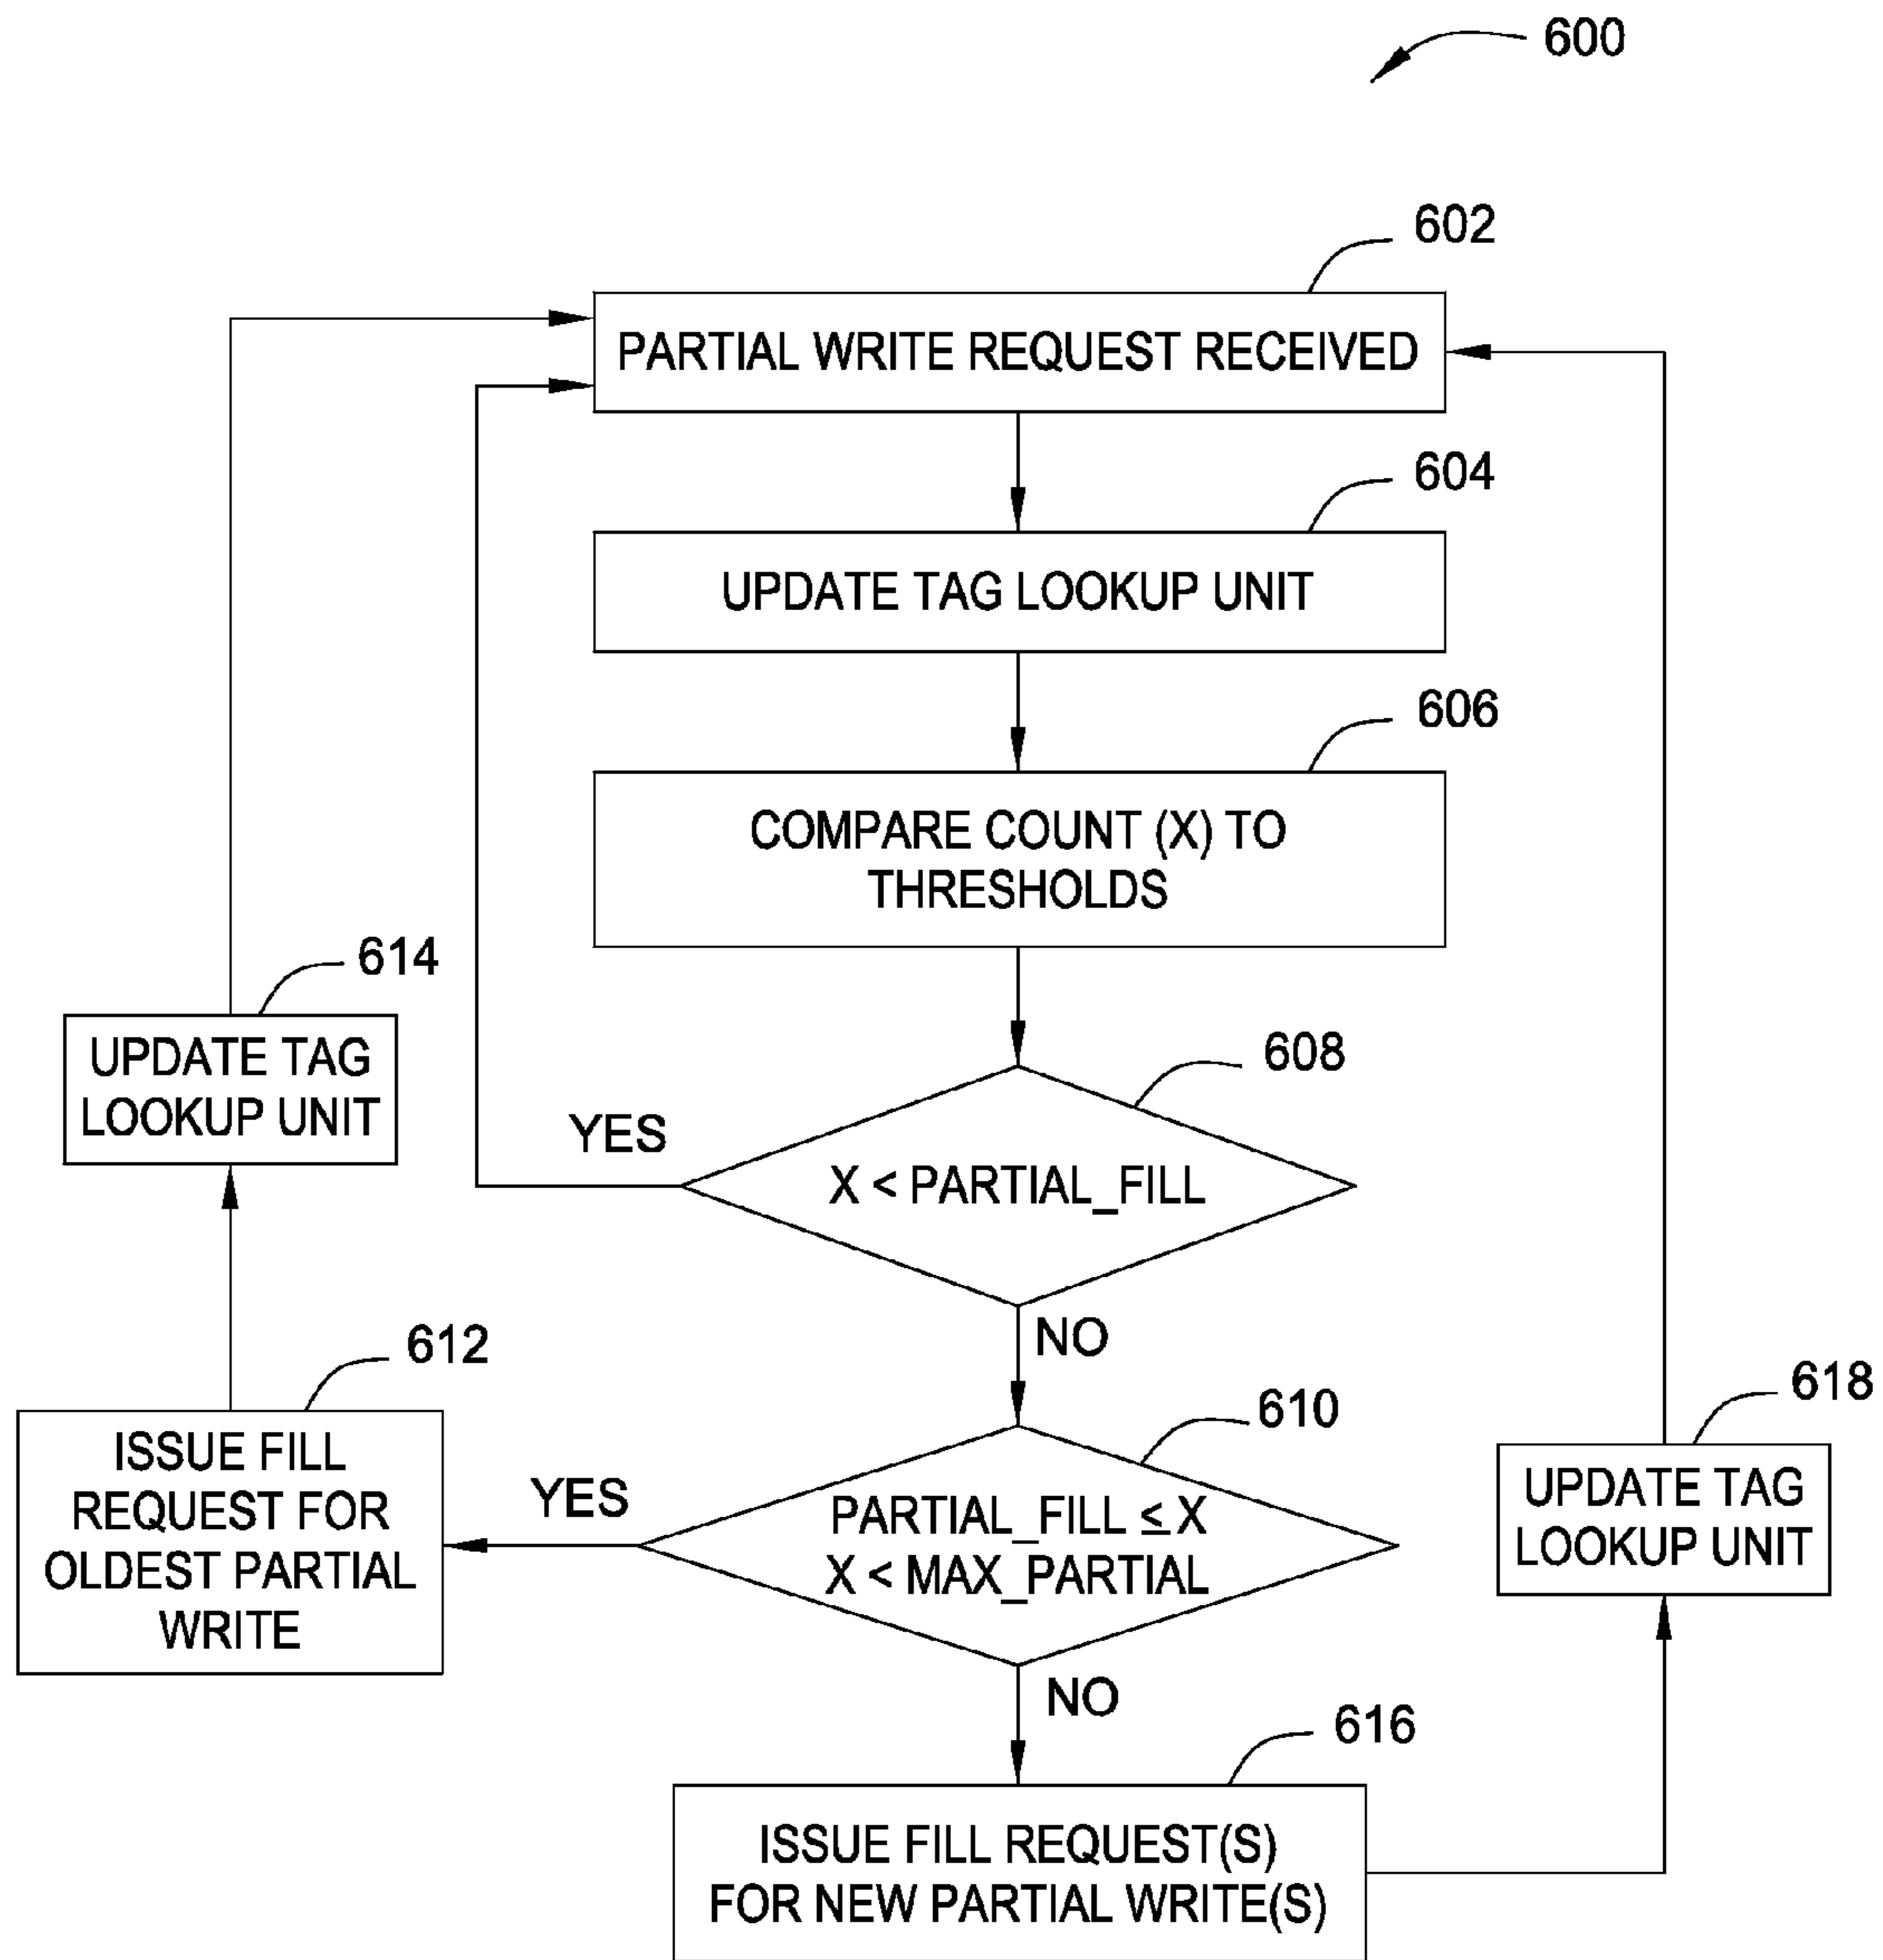 600
602
PARTIAL WRITE REQUEST RECEIVED
604
UPDATE TAG LOOKUP UNIT
606
COMPARE COUNT (X) TO
THRESHOLDS
614
UPDATE TAG
LOOKUP UNIT
608
YES
X < PARTIAL_FILL
NO
612
ISSUE FILL
REQUEST FOR
OLDEST PARTIAL
WRITE
610
YES
PARTIAL_FILL ≤ X
X < MAX_PARTIAL
NO
618
UPDATE TAG
LOOKUP UNIT
616
ISSUE FILL REQUEST(S)
FOR NEW PARTIAL WRITE(S)